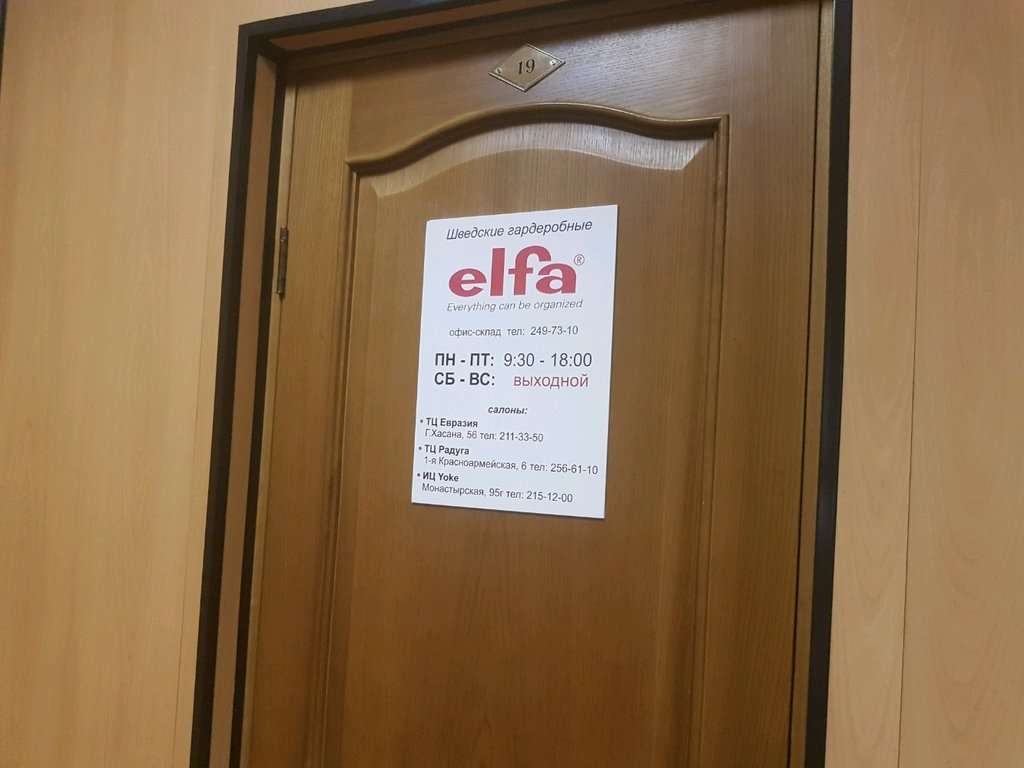 19
Шведские гардеробные
elfa®
Everything can be organized
офис-склад тел: 249-73-10
ПН - ПТ: 9:30 - 18:00
СБ - ВС: выходной
салоны:
• ТЦ Евразия
Г.Хасана, 56 тел: 211-33-50
• ТЦ Радуга
1-я Красноармейская, 6 тел: 256-61-10
• ИЦ Yoke
Монастырская, 95г тел: 215-12-00